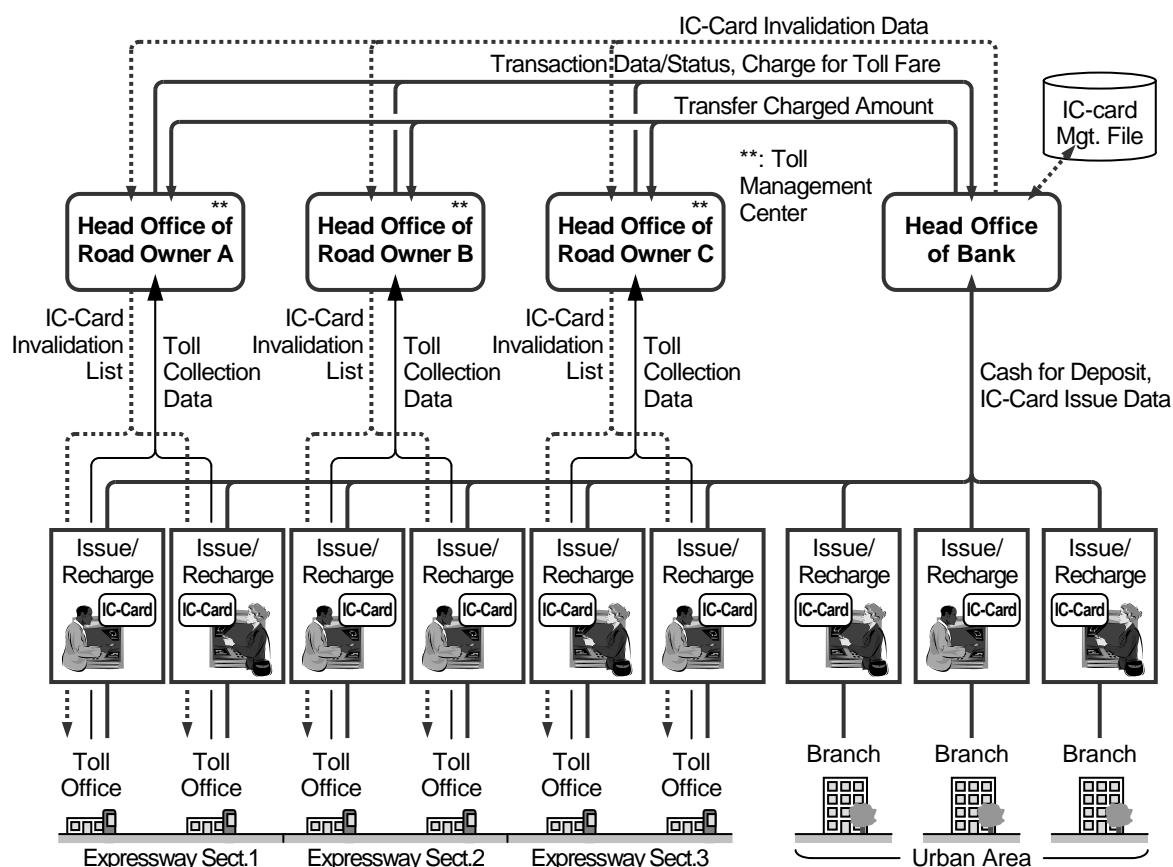 IC-Card Invalidation Data
Transaction Data/Status, Charge for Toll Fare
Transfer Charged Amount
IC-card
Mgt. File
**: Toll
Management
Center
**
Head Office of
Road Owner A
**
Head Office of
Road Owner B
**
Head Office of
Road Owner C
Head Office
of Bank
IC-Card
Invalidation
List
Toll
Collection
Data
IC-Card
Invalidation
List
Toll
Collection
Data
IC-Card
Invalidation
List
Toll
Collection
Data
Cash for Deposit,
IC-Card Issue Data
Issue/
Recharge
IC-Card
Issue/
Recharge
IC-Card
Issue/
Recharge
IC-Card
Issue/
Recharge
IC-Card
Issue/
Recharge
IC-Card
Issue/
Recharge
IC-Card
Issue/
Recharge
IC-Card
Issue/
Recharge
IC-Card
Issue/
Recharge
IC-Card
Toll
Office
Toll
Office
Toll
Office
Toll
Office
Toll
Office
Toll
Office
Branch
Branch
Branch
Expressway Sect.1
Expressway Sect.2
Expressway Sect.3
Urban Area